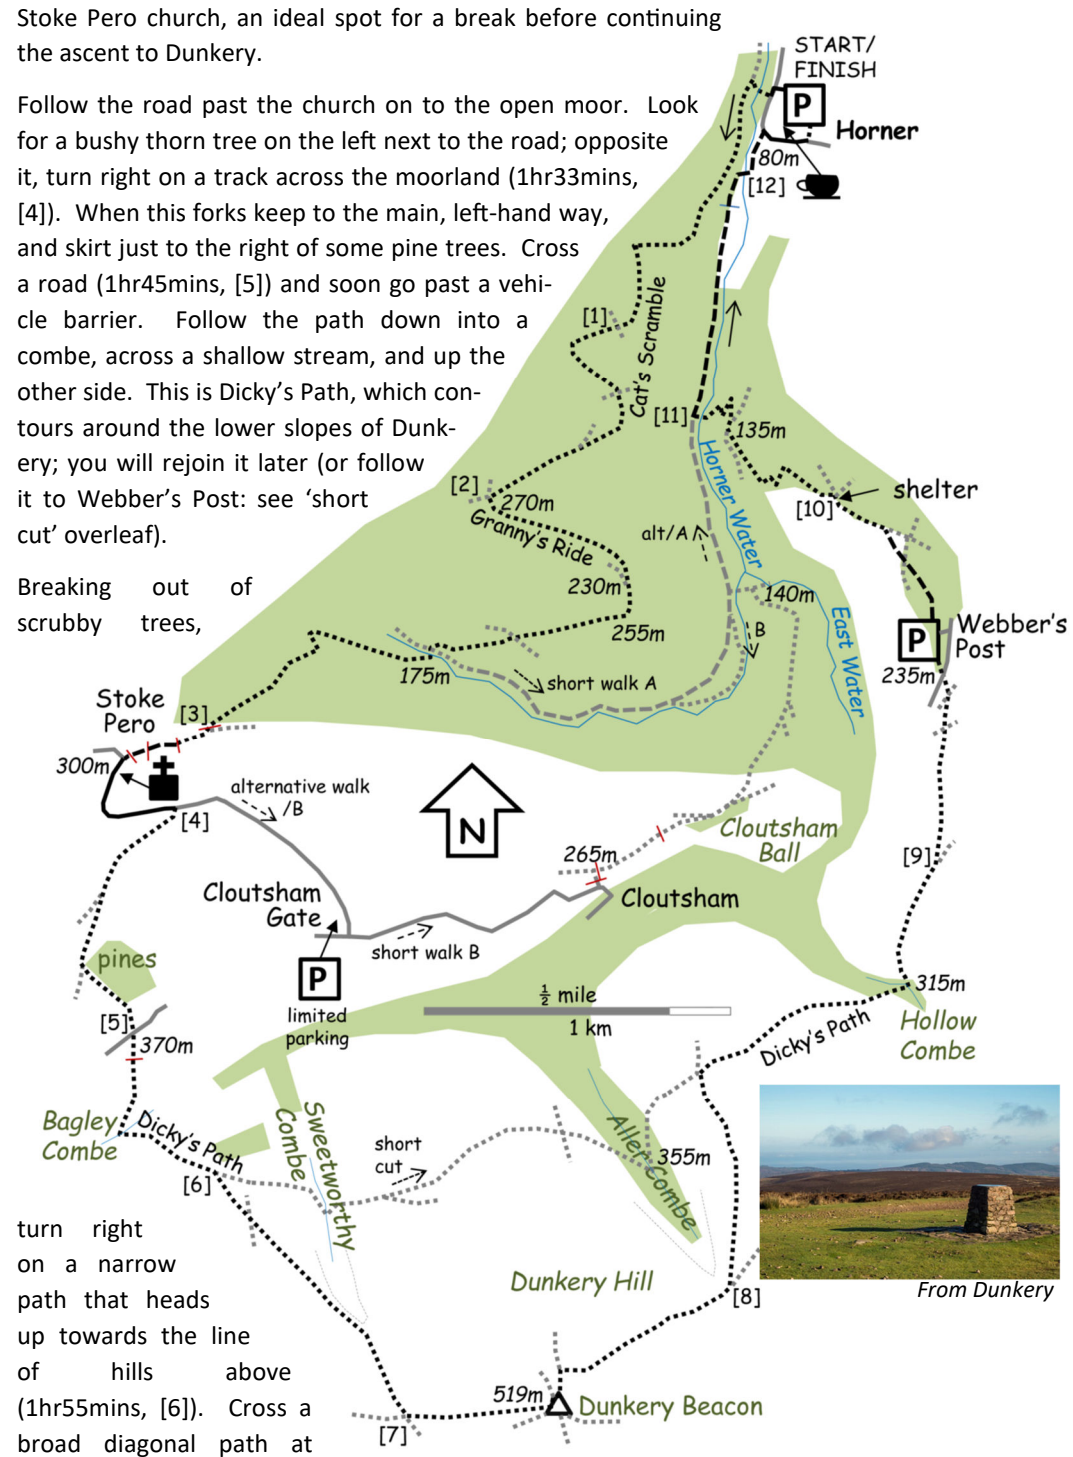 Stoke Pero church, an ideal spot for a break before continuing
the ascent to Dunkery.
Follow the road past the church on to the open moor. Look
for a bushy thorn tree on the left next to the road; opposite
it, turn right on a track across the moorland (1hr33mins,
[4]). When this forks keep to the main, left-hand way,
and skirt just to the right of some pine trees. Cross
a road (1hr45mins, [5]) and soon go past a vehi-
cle barrier. Follow the path down into a
combe, across a shallow stream, and up the
other side. This is Dicky’s Path, which con-
tours around the lower slopes of Dunk-
ery; you will rejoin it later (or follow
it to Webber’s Post: see ‘short
cut’ overleaf).
Breaking out of
scrubby trees,
turn right
on a narrow
path that heads
up towards the line
of hills above
(1hr55mins, [6]). Cross a
broad diagonal path at
START/
FINISH
P
Horner
80m
[12]
[1]
Cat's Scramble
[11]
135m
Horner Water
[2]
270m
Granny's Ride
shelter
[10]
alt/A
230m
140m
255m
B
East Water
P
Webber's
Post
235m
175m
short walk A
Stoke
Pero
[3]
300m
[4]
alternative walk
/B
N
Cloutsham
Ball
265m
[9]
Cloutsham
Gate
Cloutsham
short walk B
pines
P
limited
parking
½ mile
1 km
315m
Hollow
Combe
Dicky's Path
[5]
370m
Bagley
Combe
Dicky's Path
Sweetworthy
Combe
short
cut
Aller Combe
355m
[6]
Dunkery Hill
[8]
From Dunkery
519m
Dunkery Beacon
[7]